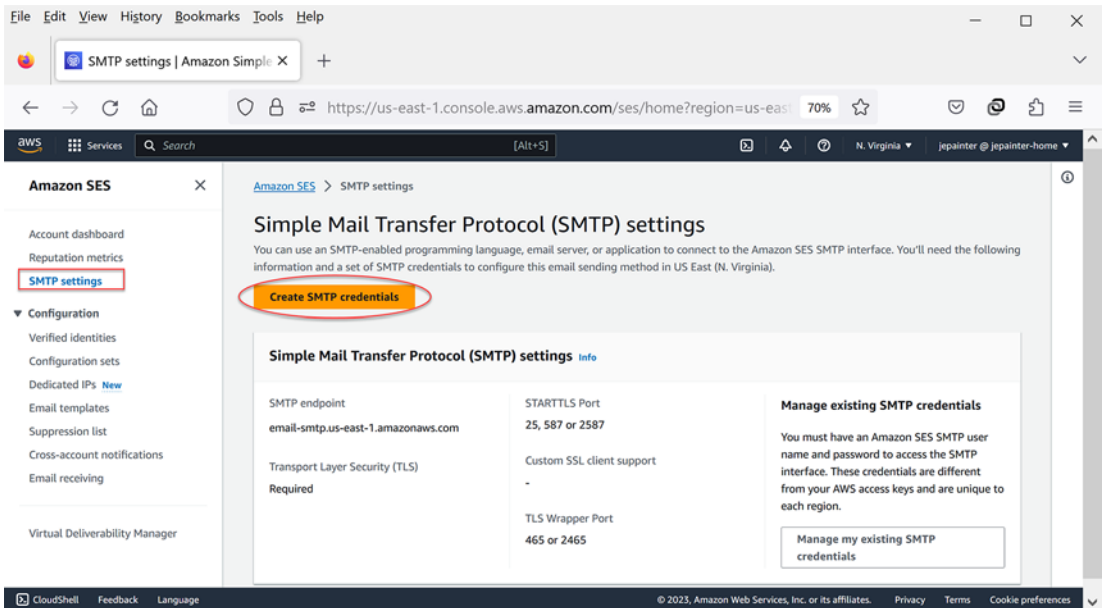 File Edit View History Bookmarks Tools Help
SMTP settings | Amazon Simple
https://us-east-1.console.aws.amazon.com/ses/home?region=us-east 70%
aws Services Search [Alt+S] N. Virginia jepainter @ jepainter-home
Amazon SES
Account dashboard
Reputation metrics
SMTP settings
Configuration
Verified identities
Configuration sets
Dedicated IPs New
Email templates
Suppression list
Cross-account notifications
Email receiving
Virtual Deliverability Manager
Amazon SES > SMTP settings
Simple Mail Transfer Protocol (SMTP) settings
You can use an SMTP-enabled programming language, email server, or application to connect to the Amazon SES SMTP interface. You'll need the following
information and a set of SMTP credentials to configure this email sending method in US East (N. Virginia).
Create SMTP credentials
Simple Mail Transfer Protocol (SMTP) settings Info
SMTP endpoint
email-smtp.us-east-1.amazonaws.com
Transport Layer Security (TLS)
Required
STARTTLS Port
25, 587 or 2587
Custom SSL client support
-
TLS Wrapper Port
465 or 2465
Manage existing SMTP credentials
You must have an Amazon SES SMTP user
name and password to access the SMTP
interface. These credentials are different
from your AWS access keys and are unique to
each region.
Manage my existing SMTP
credentials
CloudShell Feedback Language © 2023, Amazon Web Services, Inc. or its affiliates. Privacy Terms Cookie preferences